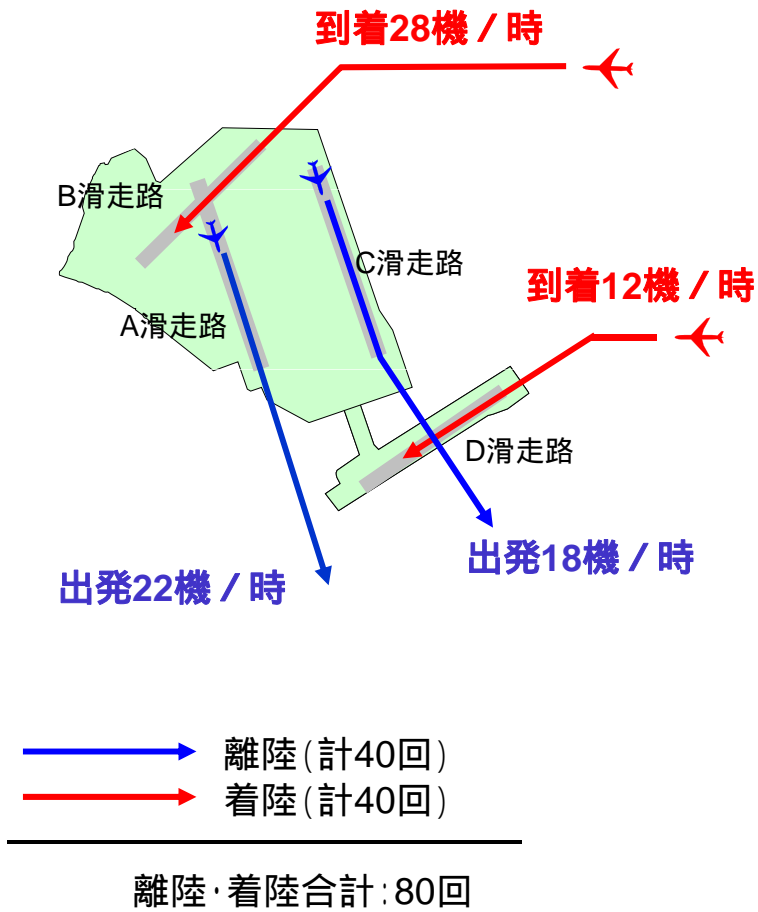 到着28機／時
B滑走路
C滑走路
到着12機／時
A滑走路
D滑走路
出発18機／時
出発22機／時
離陸（計40回）
着陸（計40回）
離陸・着陸合計：80回